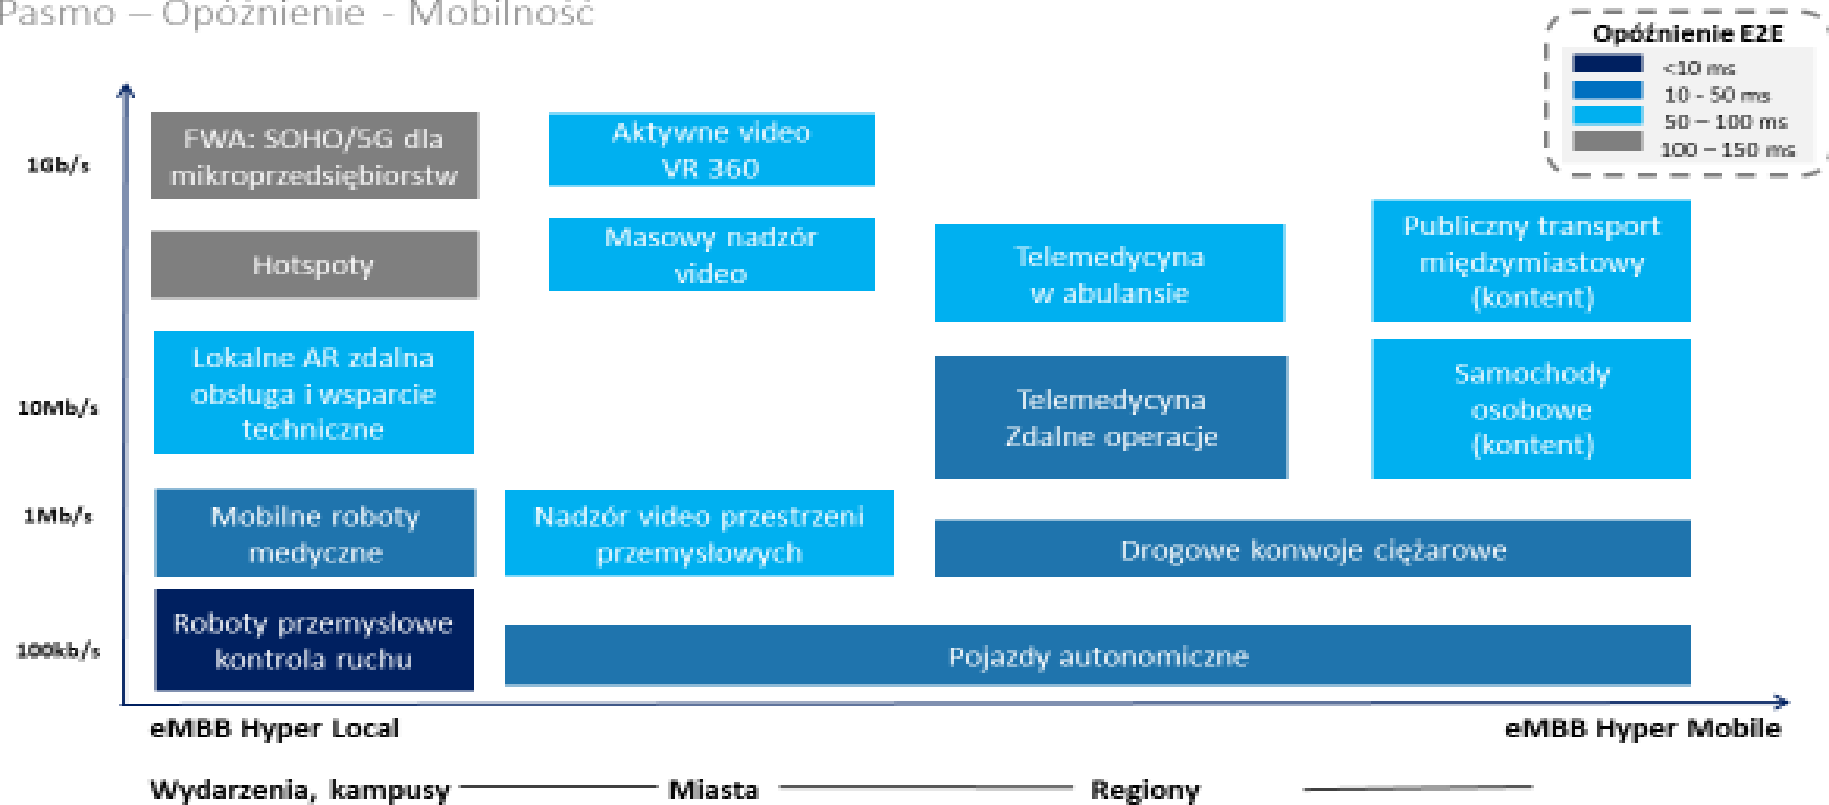 Pasmo – Opóźnienie - Mobilność
Opóźnienie E2E
<10 ms
10 - 50 ms
50 – 100 ms
100 – 150 ms
1Gb/s
FWA: SOHO/5G dla
mikroprzedsiębiorstw
Aktywne video
VR 360
Hotspoty
Masowy nadzór
video
Telemedycyna
w abulansie
Publiczny transport
międzymiastowy
(kontent)
10Mb/s
Lokalne AR zdalna
obsługa i wsparcie
techniczne
Telemedycyna
Zdalne operacje
Samochody
osobowe
(kontent)
1Mb/s
Mobilne roboty
medyczne
Nadzór video przestrzeni
przemysłowych
Drogowe konwoje ciężarowe
100kb/s
Roboty przemysłowe
kontrola ruchu
Pojazdy autonomiczne
eMBB Hyper Local
eMBB Hyper Mobile
Wydarzenia, kampusy
Miasta
Regiony